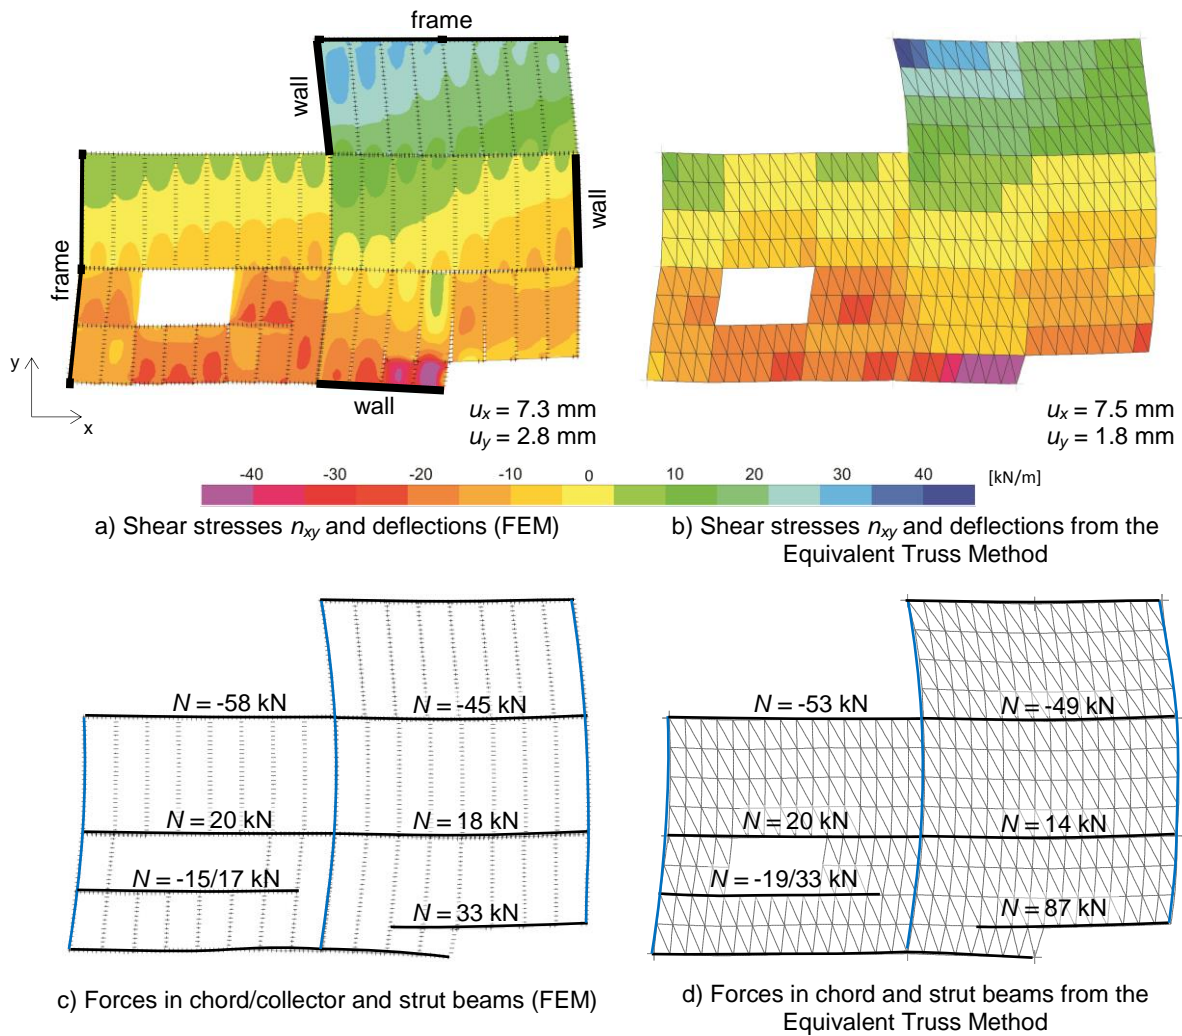 frame
wall
wall
frame
y
x
wall
u_x = 7.3 mm
u_y = 2.8 mm
u_x = 7.5 mm
u_y = 1.8 mm
-40 -30 -20 -10 0 10 20 30 40 [kN/m]
a) Shear stresses n_xy and deflections (FEM)
b) Shear stresses n_xy and deflections from the
Equivalent Truss Method
N = -58 kN
N = -45 kN
N = 20 kN
N = 18 kN
N = -15/17 kN
N = 33 kN
N = -53 kN
N = -49 kN
N = 20 kN
N = 14 kN
N = -19/33 kN
N = 87 kN
c) Forces in chord/collector and strut beams (FEM)
d) Forces in chord and strut beams from the
Equivalent Truss Method